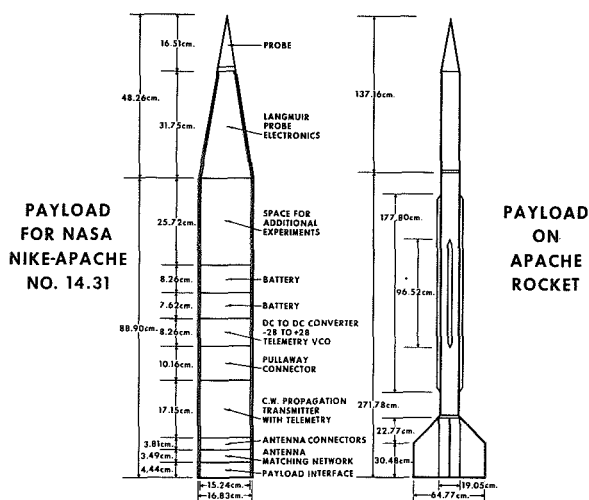 16.51cm.
PROBE
48.26cm.
137.16cm.
31.75cm.
LANGMUIR
PROBE
ELECTRONICS
PAYLOAD
FOR NASA
NIKE-APACHE
NO. 14.31
25.72cm.
SPACE FOR
ADDITIONAL
EXPERIMENTS
177.80cm.
PAYLOAD
ON
APACHE
ROCKET
8.26cm.
BATTERY
96.52cm.
7.62cm.
BATTERY
88.90cm.
8.26cm.
DC TO DC CONVERTER
-28 TO +28
TELEMETRY VCO
10.16cm.
PULLAWAY
CONNECTOR
17.15cm.
C.W. PROPAGATION
TRANSMITTER
WITH TELEMETRY
271.78cm.
22.77cm.
3.81cm.
ANTENNA CONNECTORS
3.49cm.
ANTENNA
MATCHING NETWORK
30.48cm.
4.44cm.
PAYLOAD INTERFACE
15.24cm.
16.83cm.
19.05cm.
64.77cm.